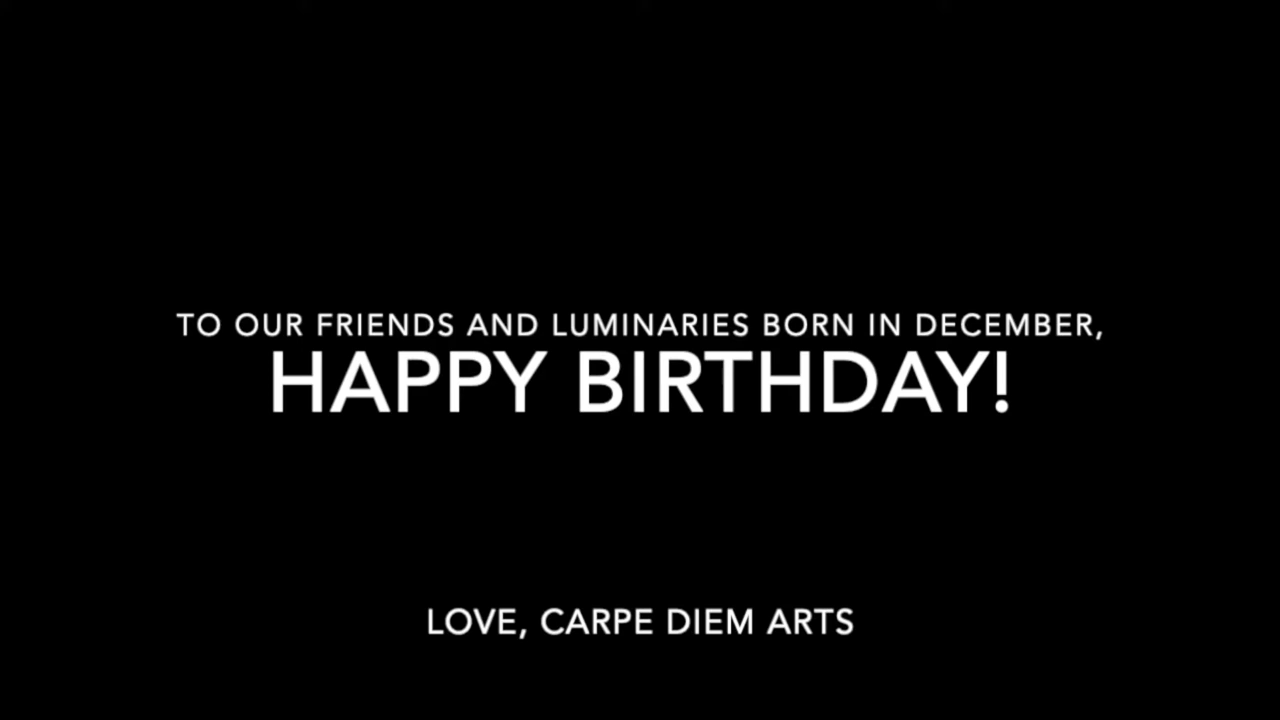 TO OUR FRIENDS AND LUMINARIES BORN IN DECEMBER,
HAPPY BIRTHDAY!
LOVE, CARPE DIEM ARTS